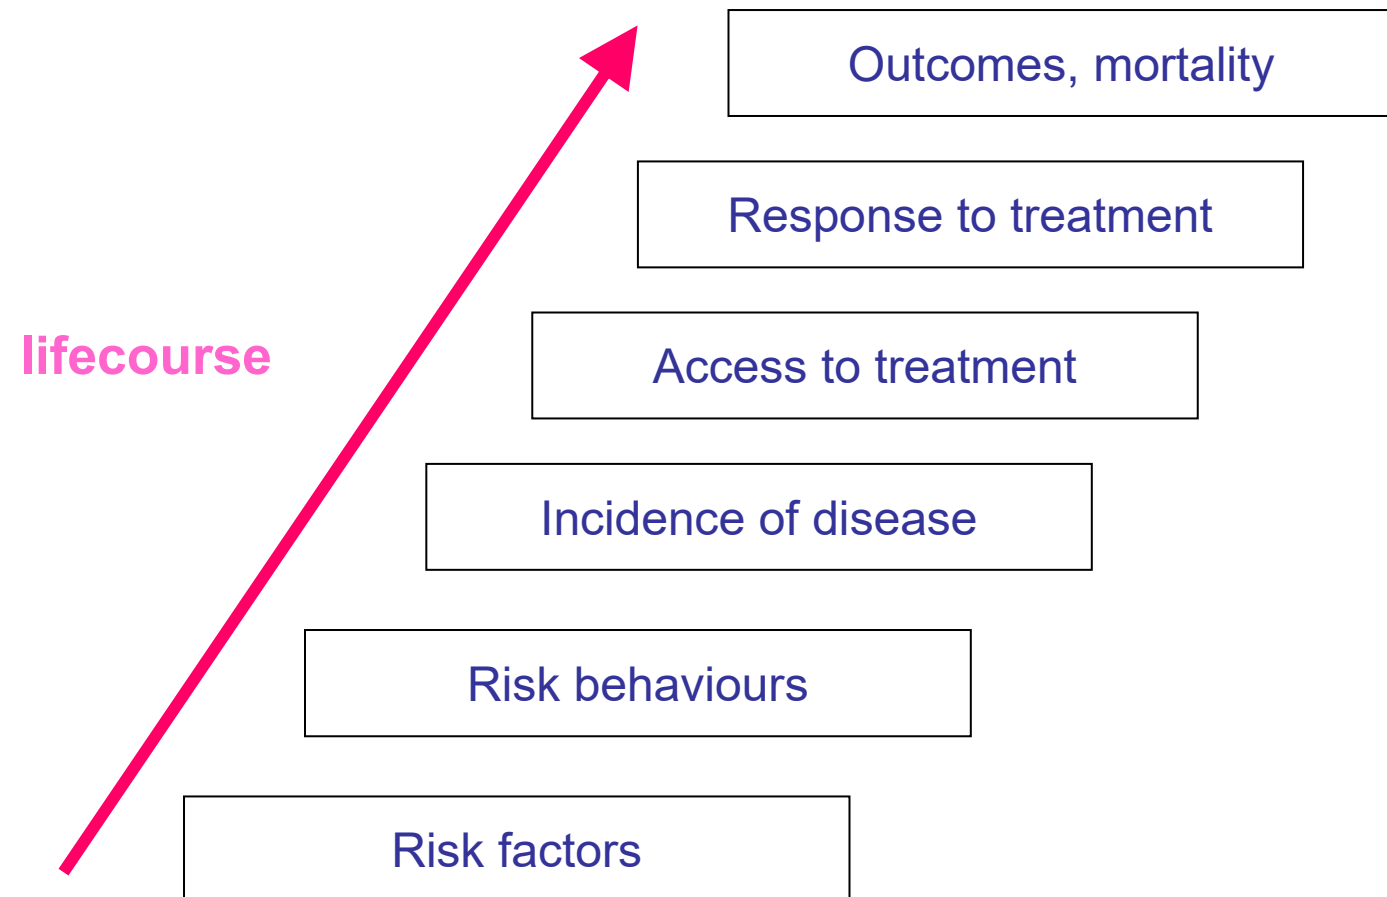 Outcomes, mortality
Response to treatment
lifecourse
Access to treatment
Incidence of disease
Risk behaviours
Risk factors